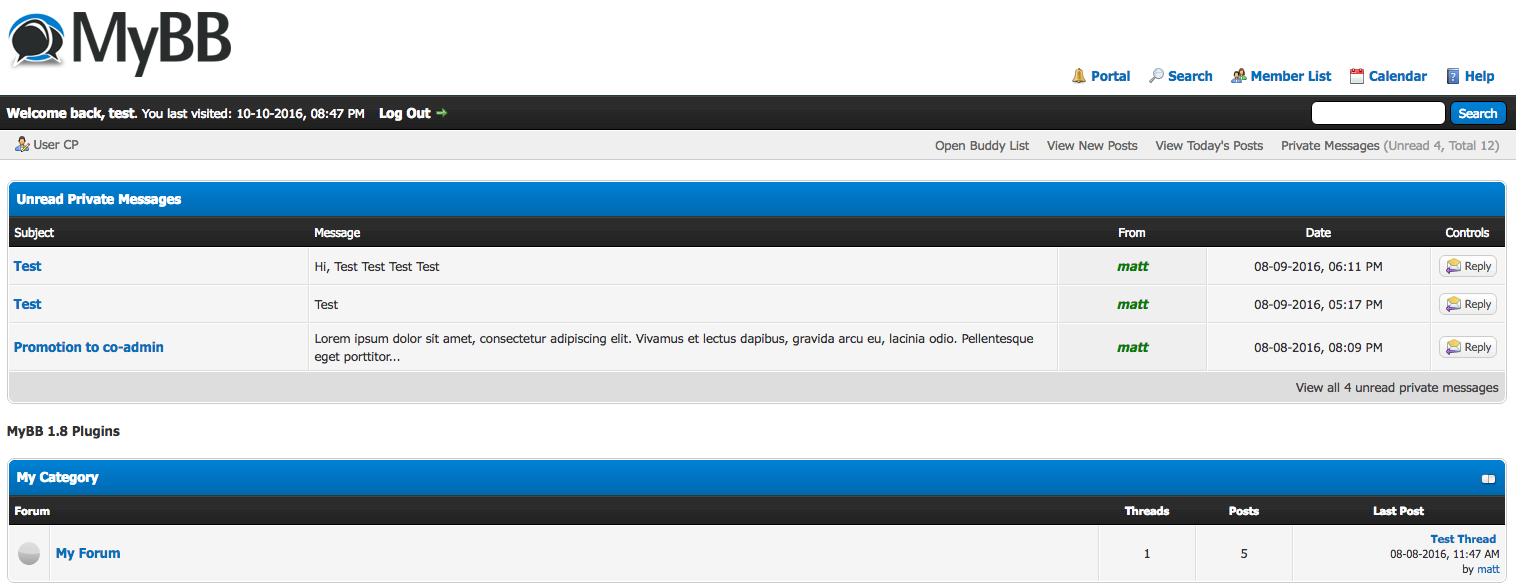 MyBB
Portal Search Member List Calendar Help
Welcome back, test. You last visited: 10-10-2016, 08:47 PM Log Out Search
User CP Open Buddy List View New Posts View Today's Posts Private Messages (Unread 4, Total 12)
Unread Private Messages
Subject Message From Date Controls
Test Hi, Test Test Test Test matt 08-09-2016, 06:11 PM Reply
Test Test matt 08-09-2016, 05:17 PM Reply
Promotion to co-admin Lorem ipsum dolor sit amet, consectetur adipiscing elit. Vivamus et lectus dapibus, gravida arcu eu, lacinia odio. Pellentesque
eget porttitor... matt 08-08-2016, 08:09 PM Reply
View all 4 unread private messages
MyBB 1.8 Plugins
My Category
Forum Threads Posts Last Post
My Forum 1 5 Test Thread
08-08-2016, 11:47 AM
by matt